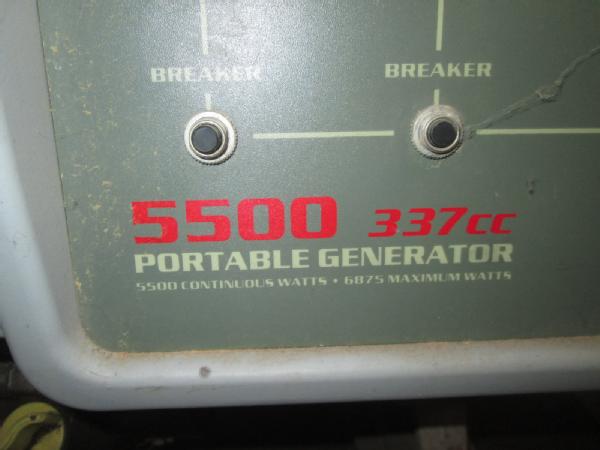 BREAKER BREAKER
5500 337cc
PORTABLE GENERATOR
5500 CONTINUOUS WATTS • 6875 MAXIMUM WATTS